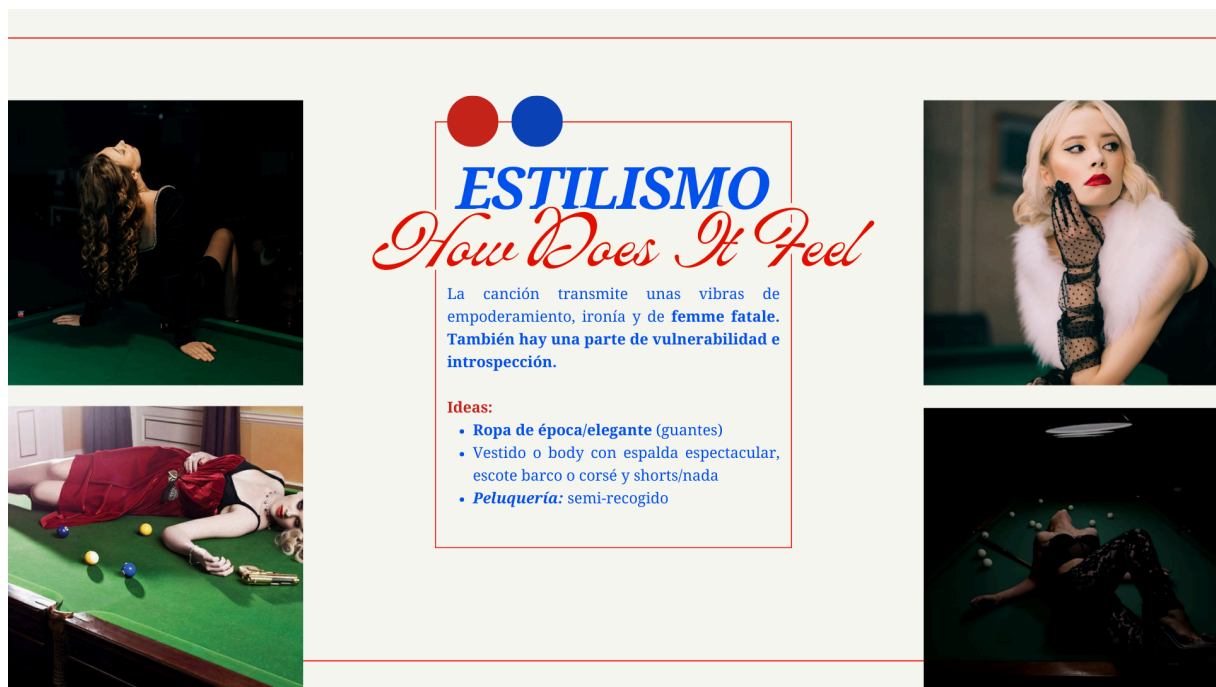 ESTILISMO
How Does It Feel
La canción transmite unas vibras de
empoderamiento, ironía y de femme fatale.
También hay una parte de vulnerabilidad e
introspección.
Ideas:
• Ropa de época/elegante (guantes)
• Vestido o body con espalda espectacular,
escote barco o corsé y shorts/nada
• Peluquería: semi-recogido